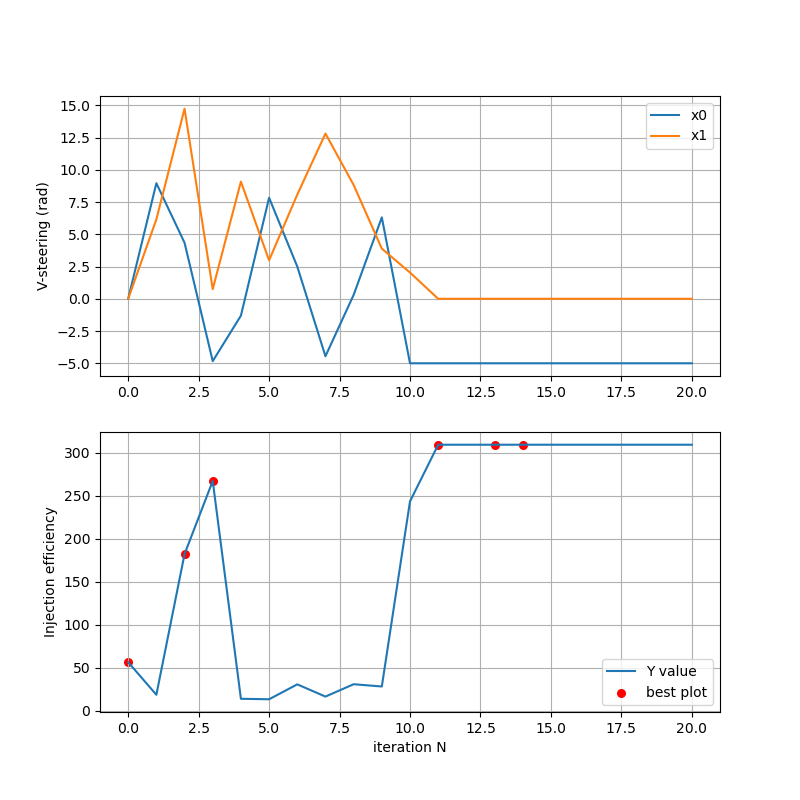 15.0
12.5
10.0
7.5
5.0
2.5
0.0
−2.5
−5.0
V-steering (rad)
x0
x1
0.0 2.5 5.0 7.5 10.0 12.5 15.0 17.5 20.0
300
250
200
150
100
50
0
Injection efficiency
Y value
best plot
0.0 2.5 5.0 7.5 10.0 12.5 15.0 17.5 20.0
iteration N